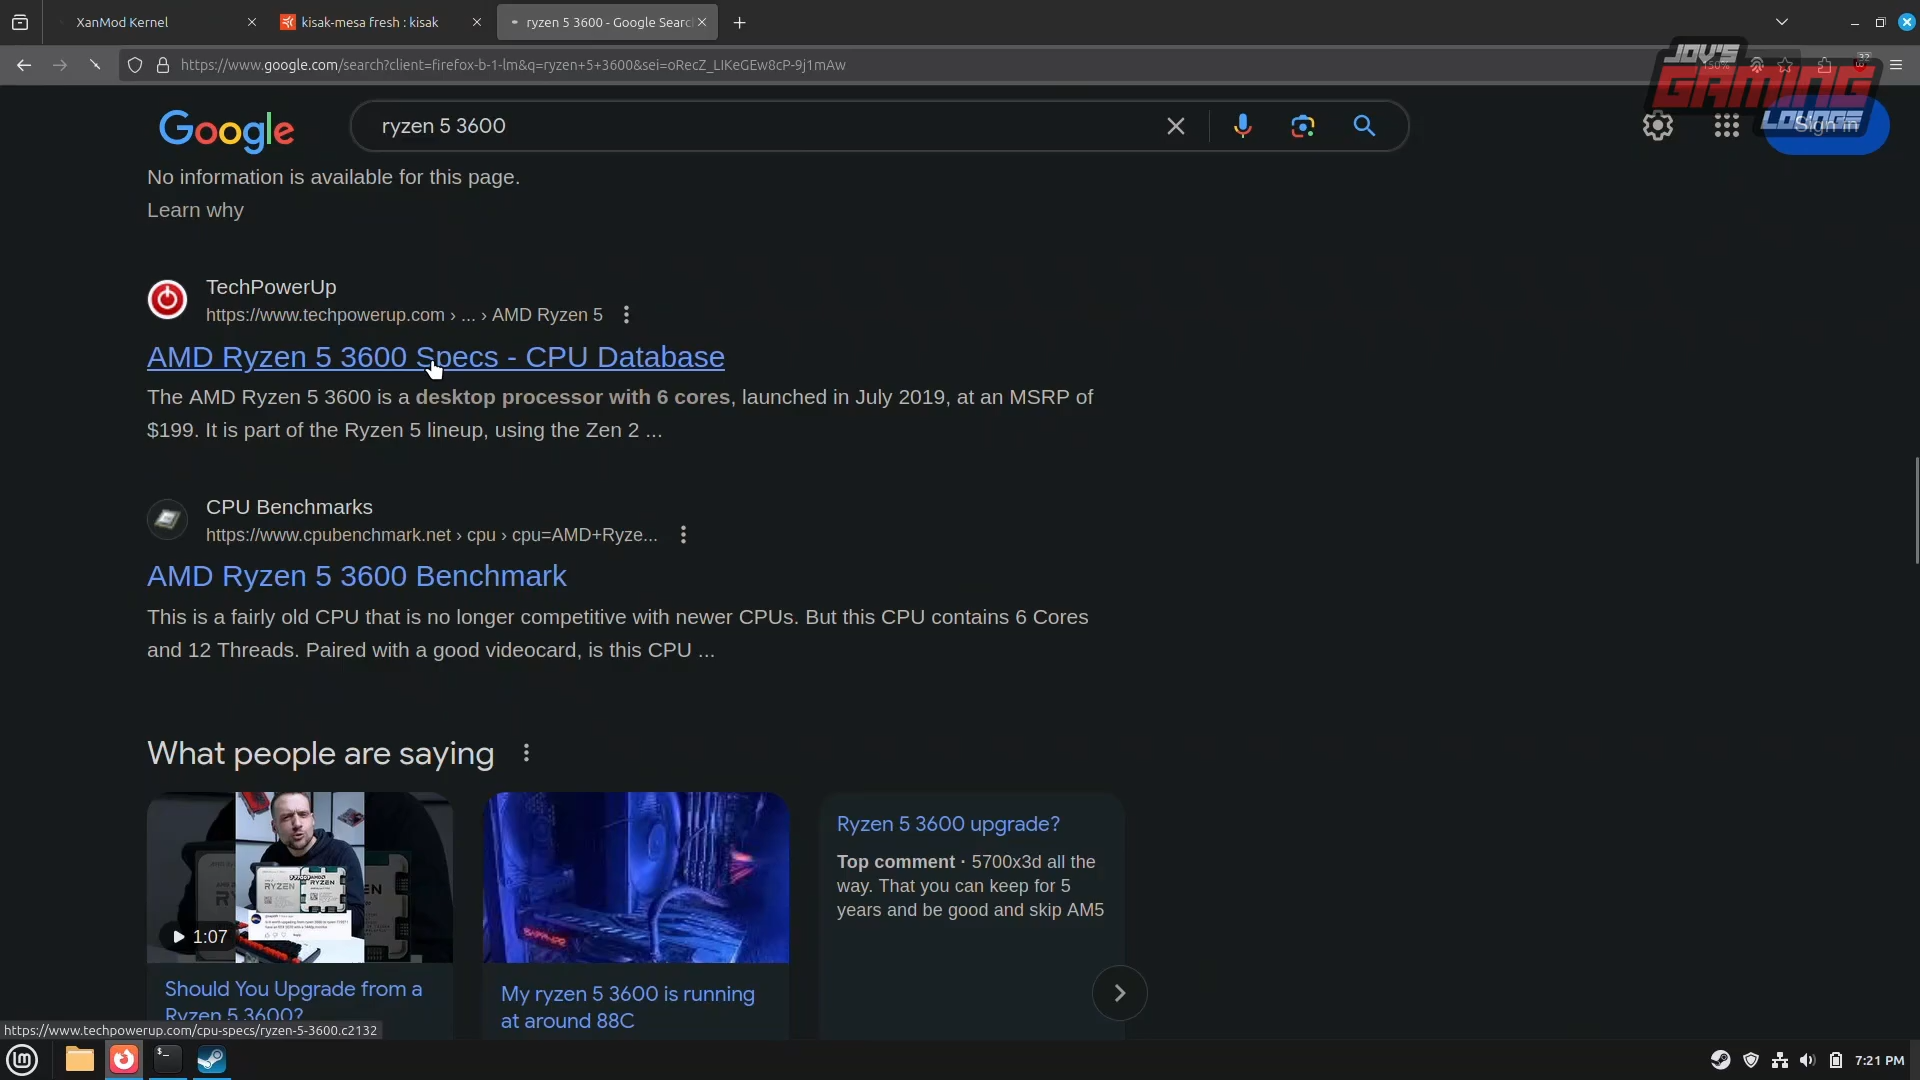 XanMod Kernel
kisak-mesa fresh : kisak
ryzen 5 3600 - Google Searc
https://www.google.com/search?client=firefox-b-1-lm&q=ryzen+5+3600&sei=oRecZ_LIKeGEw8cP-9j1mAw
JOY'S
GAMING
LOUNGE
Google
ryzen 5 3600
Sign in
No information is available for this page.
Learn why
TechPowerUp
https://www.techpowerup.com › ... › AMD Ryzen 5
AMD Ryzen 5 3600 Specs - CPU Database
The AMD Ryzen 5 3600 is a desktop processor with 6 cores, launched in July 2019, at an MSRP of
$199. It is part of the Ryzen 5 lineup, using the Zen 2 ...
CPU Benchmarks
https://www.cpubenchmark.net › cpu › cpu=AMD+Ryze...
AMD Ryzen 5 3600 Benchmark
This is a fairly old CPU that is no longer competitive with newer CPUs. But this CPU contains 6 Cores
and 12 Threads. Paired with a good videocard, is this CPU ...
What people are saying
RYZEN
RYZEN
1:07
Should You Upgrade from a
Ryzen 5 3600?
My ryzen 5 3600 is running
at around 88C
Ryzen 5 3600 upgrade?
Top comment · 5700x3d all the
way. That you can keep for 5
years and be good and skip AM5
https://www.techpowerup.com/cpu-specs/ryzen-5-3600.c2132
7:21 PM